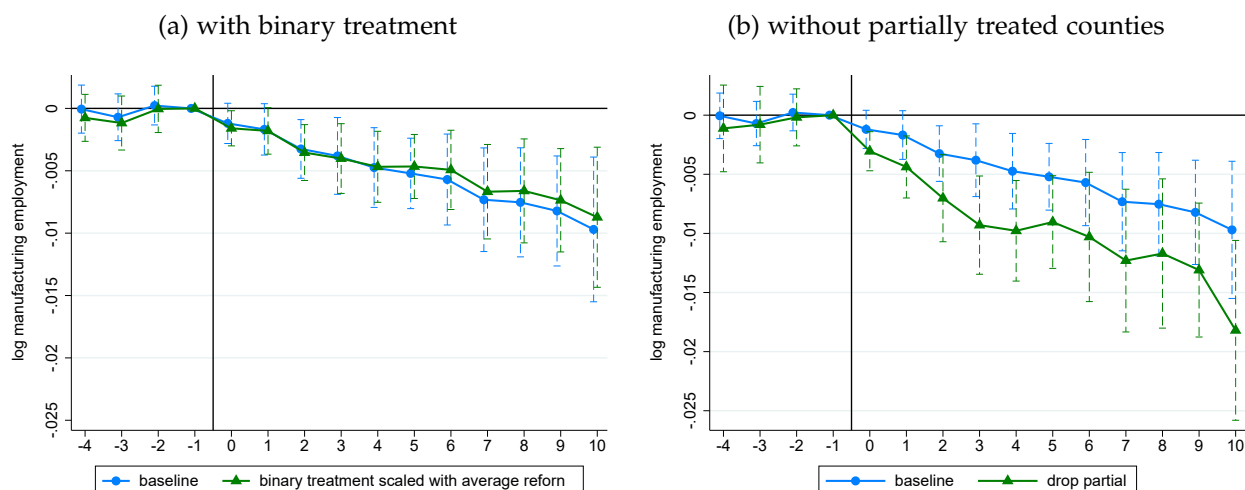 (a) with binary treatment
log manufacturing employment
0
-.005
-.01
-.015
-.02
-.025
-4 -3 -2 -1 0 1 2 3 4 5 6 7 8 9 10
baseline binary treatment scaled with average reforn
(b) without partially treated counties
log manufacturing employment
0
-.005
-.01
-.015
-.02
-.025
-4 -3 -2 -1 0 1 2 3 4 5 6 7 8 9 10
baseline drop partial